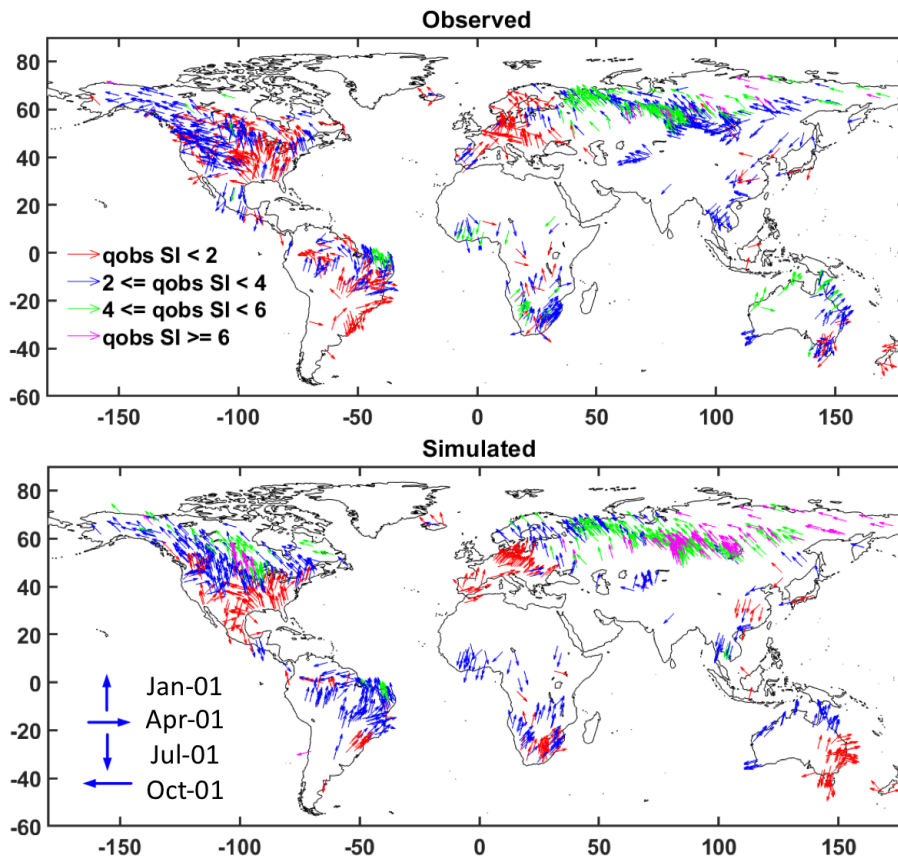 Observed
80
60
40
20
0
-20
-40
-60
qobs SI < 2
2 <= qobs SI < 4
4 <= qobs SI < 6
qobs SI >= 6
-150 -100 -50 0 50 100 150
Simulated
80
60
40
20
0
-20
-40
-60
Jan-01
Apr-01
Jul-01
Oct-01
-150 -100 -50 0 50 100 150